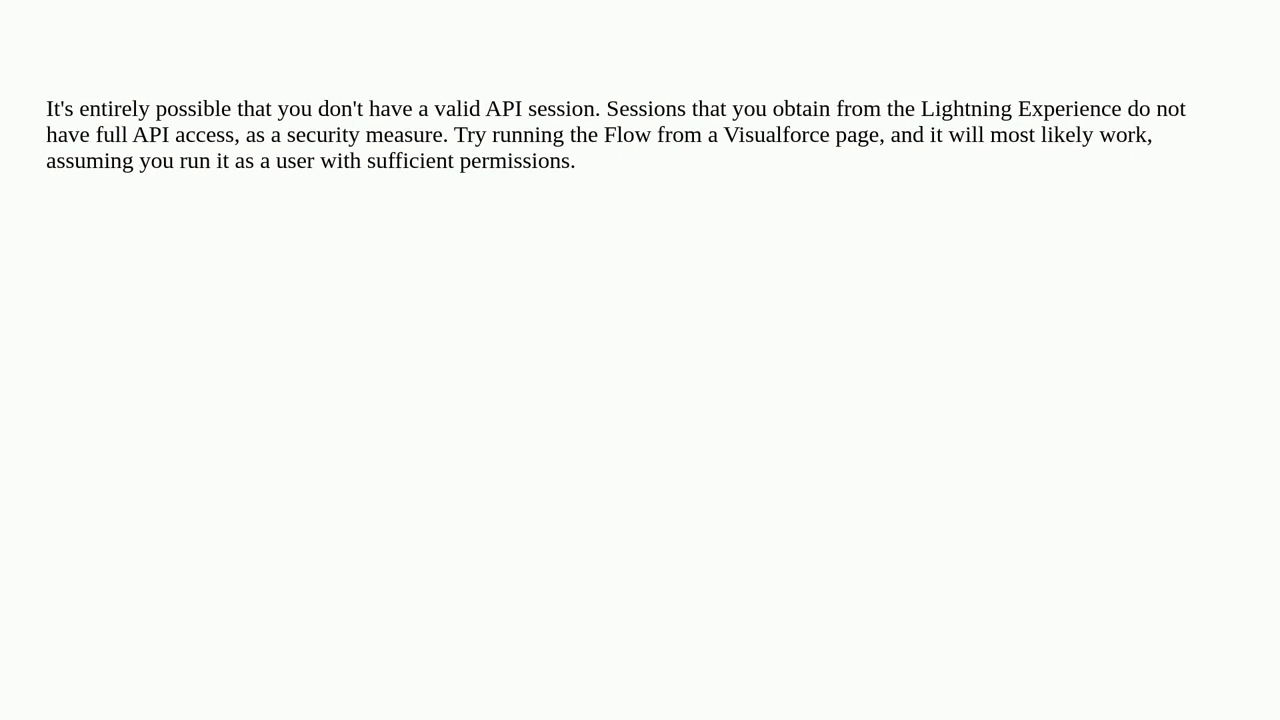 It's entirely possible that you don't have a valid API session. Sessions that you obtain from the Lightning Experience do not
have full API access, as a security measure. Try running the Flow from a Visualforce page, and it will most likely work,
assuming you run it as a user with sufficient permissions.